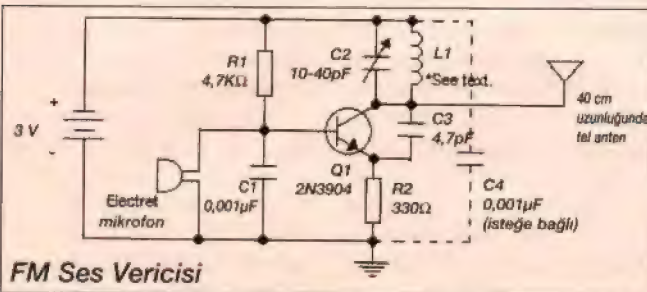 R1
4,7KΩ
C2
10-40pF
L1
*See text.
+
3 V
-
40 cm
uzunluğunda
tel anten
C3
4,7pF
Q1
2N3904
C1
0,001µF
R2
330Ω
C4
0,001µF
(isteğe bağlı)
Electret
mikrofon
FM Ses Vericisi